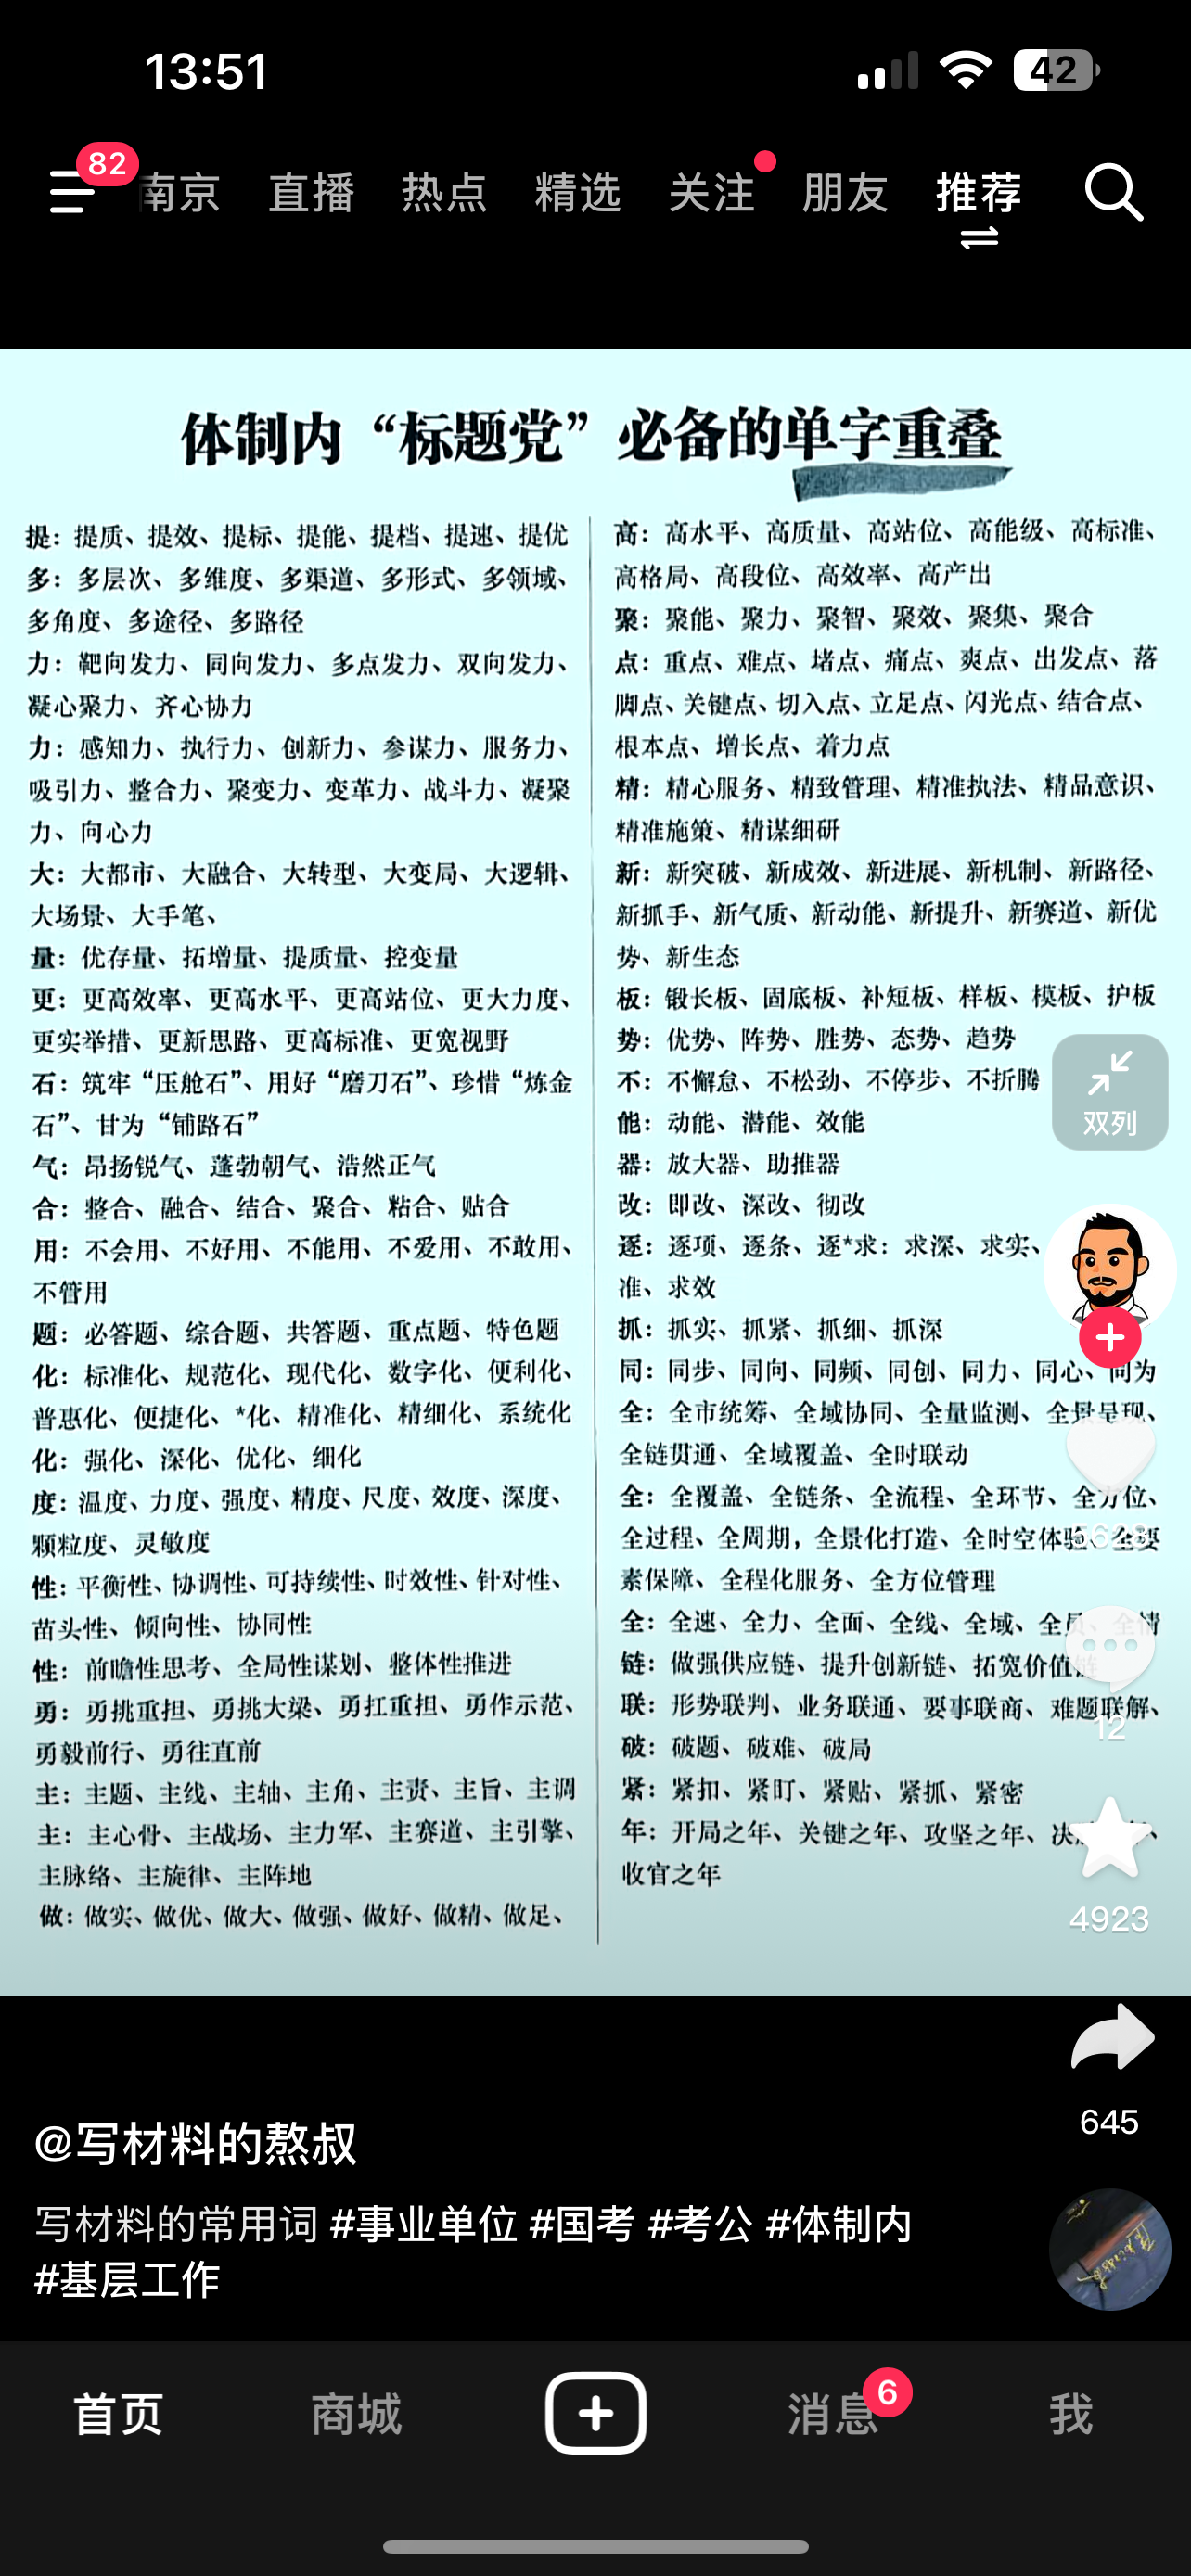 13:51
42
82
南京 直播 热点 精选 关注 朋友 推荐
体制内“标题党”必备的单字重叠
提：提质、提效、提标、提能、提档、提速、提优
多：多层次、多维度、多渠道、多形式、多领域、
多角度、多途径、多路径
力：靶向发力、同向发力、多点发力、双向发力、
凝心聚力、齐心协力
力：感知力、执行力、创新力、参谋力、服务力、
吸引力、整合力、聚变力、变革力、战斗力、凝聚
力、向心力
大：大都市、大融合、大转型、大变局、大逻辑、
大场景、大手笔、
量：优存量、拓增量、提质量、控变量
更：更高效率、更高水平、更高站位、更大力度、
更实举措、更新思路、更高标准、更宽视野
石：筑牢“压舱石”、用好“磨刀石”、珍惜“炼金
石”、甘为“铺路石”
气：昂扬锐气、蓬勃朝气、浩然正气
合：整合、融合、结合、聚合、粘合、贴合
用：不会用、不好用、不能用、不爱用、不敢用、
不管用
题：必答题、综合题、共答题、重点题、特色题
化：标准化、规范化、现代化、数字化、便利化、
普惠化、便捷化、*化、精准化、精细化、系统化
化：强化、深化、优化、细化
度：温度、力度、强度、精度、尺度、效度、深度、
颗粒度、灵敏度
性：平衡性、协调性、可持续性、时效性、针对性、
苗头性、倾向性、协同性
性：前瞻性思考、全局性谋划、整体性推进
勇：勇挑重担、勇挑大梁、勇扛重担、勇作示范、
勇毅前行、勇往直前
主：主题、主线、主轴、主角、主责、主旨、主调
主：主心骨、主战场、主力军、主赛道、主引擎、
主脉络、主旋律、主阵地
做：做实、做优、做大、做强、做好、做精、做足、
高：高水平、高质量、高站位、高能级、高标准、
高格局、高段位、高效率、高产出
聚：聚能、聚力、聚智、聚效、聚集、聚合
点：重点、难点、堵点、痛点、爽点、出发点、落
脚点、关键点、切入点、立足点、闪光点、结合点、
根本点、增长点、着力点
精：精心服务、精致管理、精准执法、精品意识、
精准施策、精谋细研
新：新突破、新成效、新进展、新机制、新路径、
新抓手、新气质、新动能、新提升、新赛道、新优
势、新生态
板：锻长板、固底板、补短板、样板、模板、护板
势：优势、阵势、胜势、态势、趋势
不：不懈怠、不松劲、不停步、不折腾
能：动能、潜能、效能
器：放大器、助推器
改：即改、深改、彻改
逐：逐项、逐条、逐*求：求深、求实、
准、求效
抓：抓实、抓紧、抓细、抓深
同：同步、同向、同频、同创、同力、同心、同为
全：全市统筹、全域协同、全量监测、全景呈现、
全链贯通、全域覆盖、全时联动
全：全覆盖、全链条、全流程、全环节、全方位、
全过程、全周期，全景化打造、全时空体验、全要
素保障、全程化服务、全方位管理
全：全速、全力、全面、全线、全域、全员、全情
链：做强供应链、提升创新链、拓宽价值链
联：形势联判、业务联通、要事联商、难题联解、
破：破题、破难、破局
紧：紧扣、紧盯、紧贴、紧抓、紧密
年：开局之年、关键之年、攻坚之年、
收官之年
双列
5628
12
4923
645
@写材料的熬叔
写材料的常用词 #事业单位 #国考 #考公 #体制内
#基层工作
首页 商城 消息 6 我